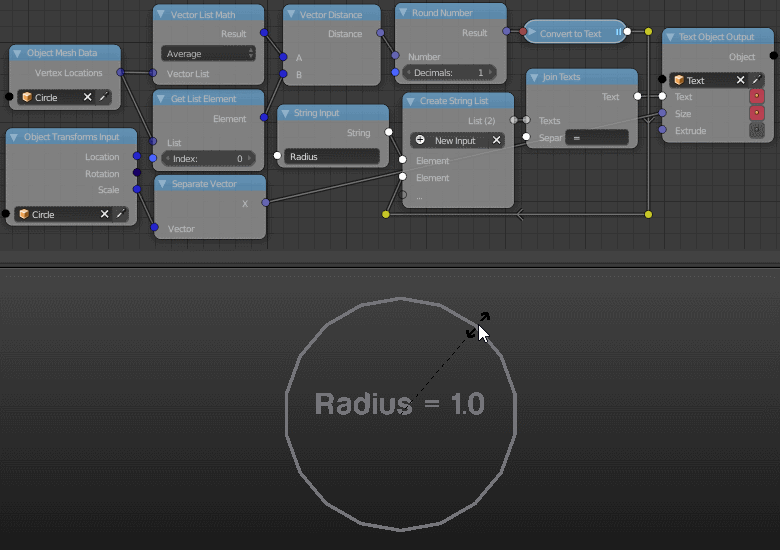 Object Mesh Data
Vertex Locations
Circle
Object Transforms Input
Location
Rotation
Scale
Circle
Vector List Math
Result
Average
Vector List
Get List Element
Element
List
Index: 0
Separate Vector
X
Vector
Vector Distance
Distance
A
B
String Input
String
Radius
Round Number
Result
Number
Decimals: 1
Create String List
List (2)
New Input
Element
Element
...
Convert to Text
Join Texts
Text
Texts
Separ =
Text Object Output
Object
Text
Text
Size
Extrude
Radius = 1.0